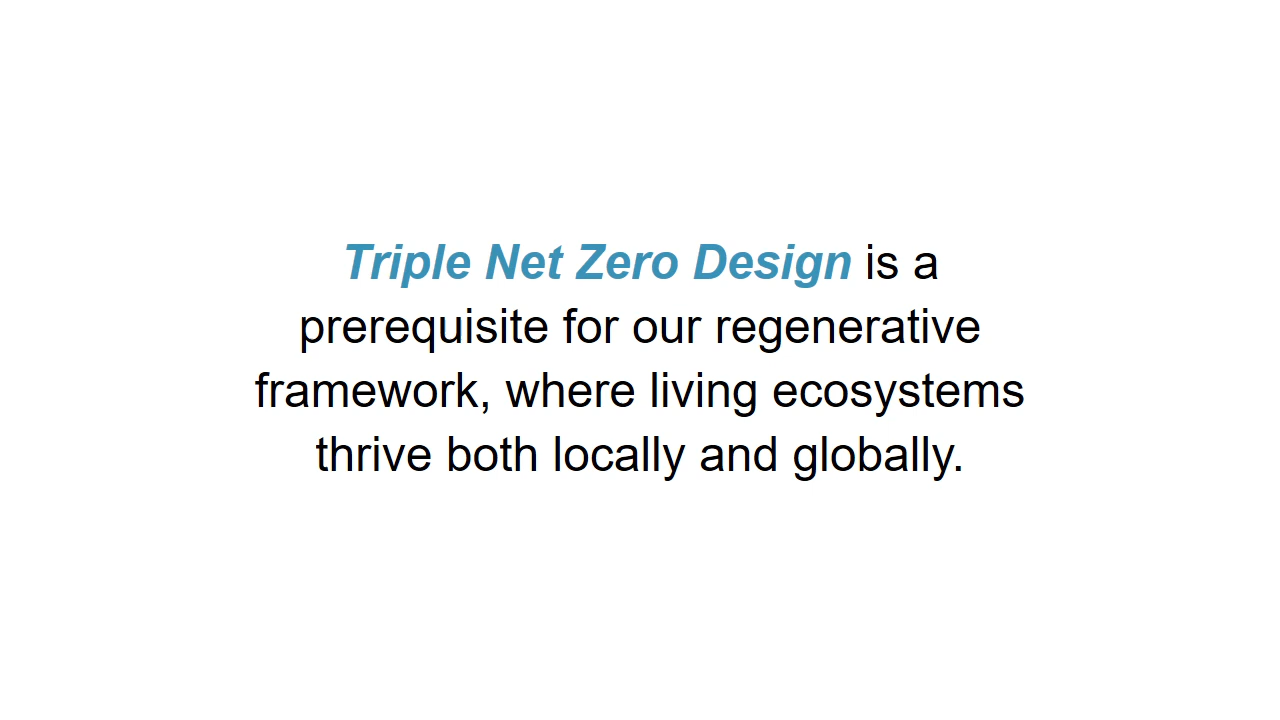 Triple Net Zero Design is a
prerequisite for our regenerative
framework, where living ecosystems
thrive both locally and globally.